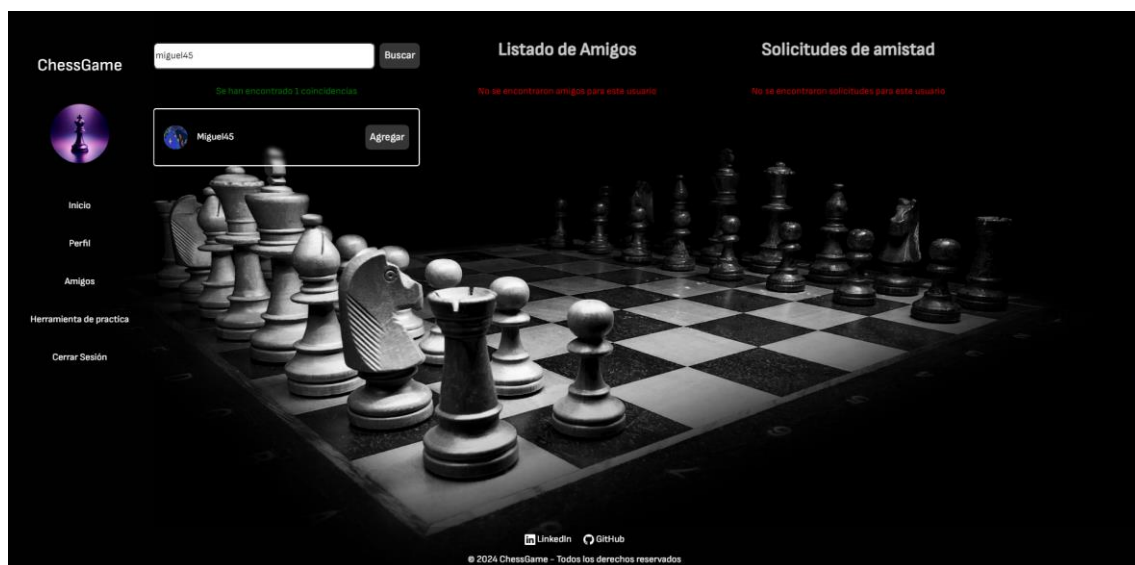 ChessGame
Inicio
Perfil
Amigos
Herramienta de practica
Cerrar Sesión
miguel45
Buscar
Se han encontrado 1 coincidencias
Miguel45
Agregar
Listado de Amigos
No se encontraron amigos para este usuario
Solicitudes de amistad
No se encontraron solicitudes para este usuario
LinkedIn GitHub
© 2024 ChessGame - Todos los derechos reservados